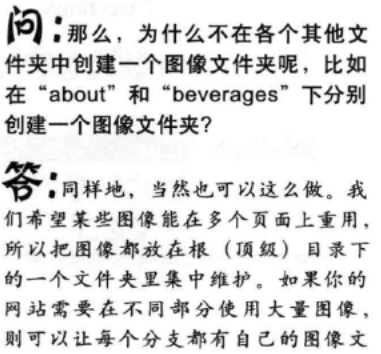 问：那么，为什么不在各个其他文
件夹中创建一个图像文件夹呢，比如
在“about”和“beverages”下分别
创建一个图像文件夹？
答：同样地，当然也可以这么做。我
们希望某些图像能在多个页面上重用，
所以把图像都放在根（顶级）目录下
的一个文件夹里集中维护。如果你的
网站需要在不同部分使用大量图像，
则可以让每个分支都有自己的图像文